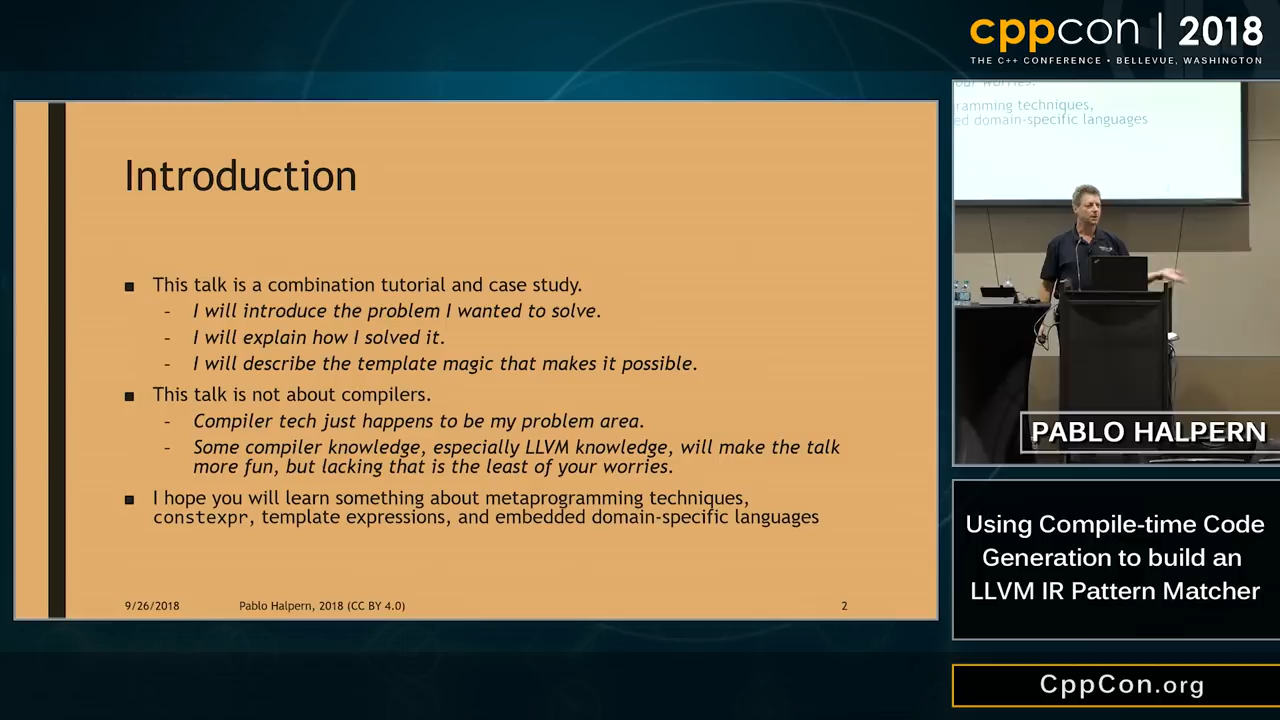 cppcon | 2018
THE C++ CONFERENCE • BELLEVUE, WASHINGTON
Introduction
■ This talk is a combination tutorial and case study.
- I will introduce the problem I wanted to solve.
- I will explain how I solved it.
- I will describe the template magic that makes it possible.
■ This talk is not about compilers.
- Compiler tech just happens to be my problem area.
- Some compiler knowledge, especially LLVM knowledge, will make the talk
more fun, but lacking that is the least of your worries.
■ I hope you will learn something about metaprogramming techniques,
constexpr, template expressions, and embedded domain-specific languages
9/26/2018 Pablo Halpern, 2018 (CC BY 4.0) 2
ramming techniques,
ed domain-specific languages
PABLO HALPERN
Using Compile-time Code
Generation to build an
LLVM IR Pattern Matcher
CppCon.org